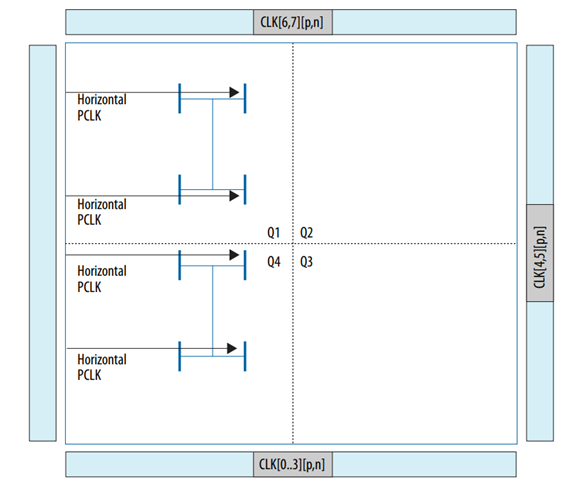 CLK[6,7][p,n]
Horizontal
PCLK
Horizontal
PCLK
Q1 Q2
Q4 Q3
Horizontal
PCLK
Horizontal
PCLK
CLK[4,5][p,n]
CLK[0..3][p,n]